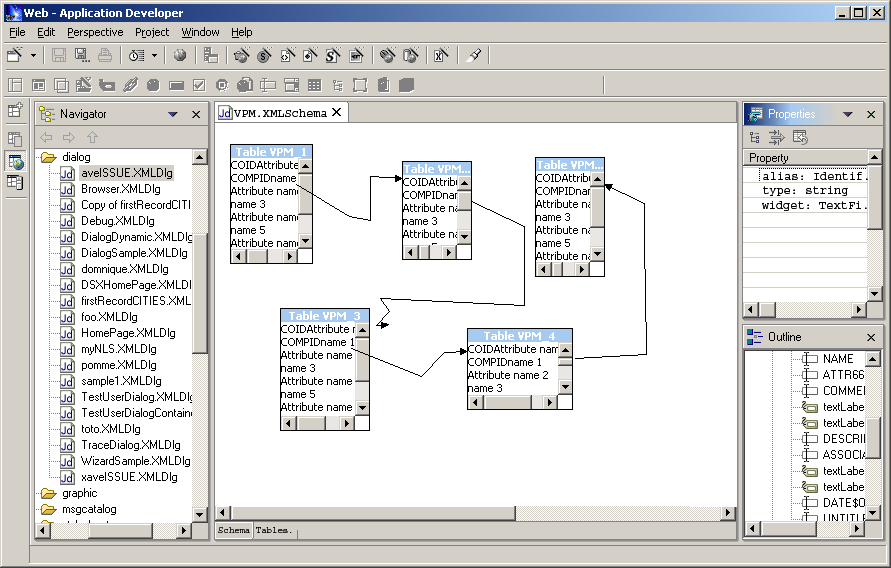 Web - Application Developer
File Edit Perspective Project Window Help
Navigator
dialog
aveISSUE.XMLDlg
Browser.XMLDlg
Copy of firstRecordCITI
Debug.XMLDlg
DialogDynamic.XMLDlg
DialogSample.XMLDlg
domnique.XMLDlg
DSXHomePage.XMLDlg
firstRecordCITIES.XML
foo.XMLDlg
HomePage.XMLDlg
myNLS.XMLDlg
pomme.XMLDlg
sample1.XMLDlg
TestUserDialog.XMLDlg
TestUserDialogContaine
toto.XMLDlg
TraceDialog.XMLDlg
WizardSample.XMLDlg
xaveISSUE.XMLDlg
graphic
msgcatalog
VPM.XMLSchema
Table VPM_1
COIDAttribute
COMPIDname
Attribute name
name 3
Attribute name
name 5
Attribute name
Table VPM...
COIDAttribu
COMPIDnam
Attribute na
name 3
Attribute na
Table VPM...
COIDAttribu
COMPIDnam
Attribute na
name 3
Attribute na
name 5
Attribute na
Table VPM_3
COIDAttribute r
COMPIDname 1
Attribute name
name 3
Attribute name
name 5
Attribute name
Table VPM_4
COIDAttribute nam
COMPIDname 1
Attribute name 2
name 3
Schema Tables.
Properties
Property
alias: Identif.
type: string
widget: TextFi.
Outline
NAME
ATTR66
COMME
textLabe
textLabe
DESCRI
ASSOCIA
textLabe
textLabe
DATE$O
UNTITLE